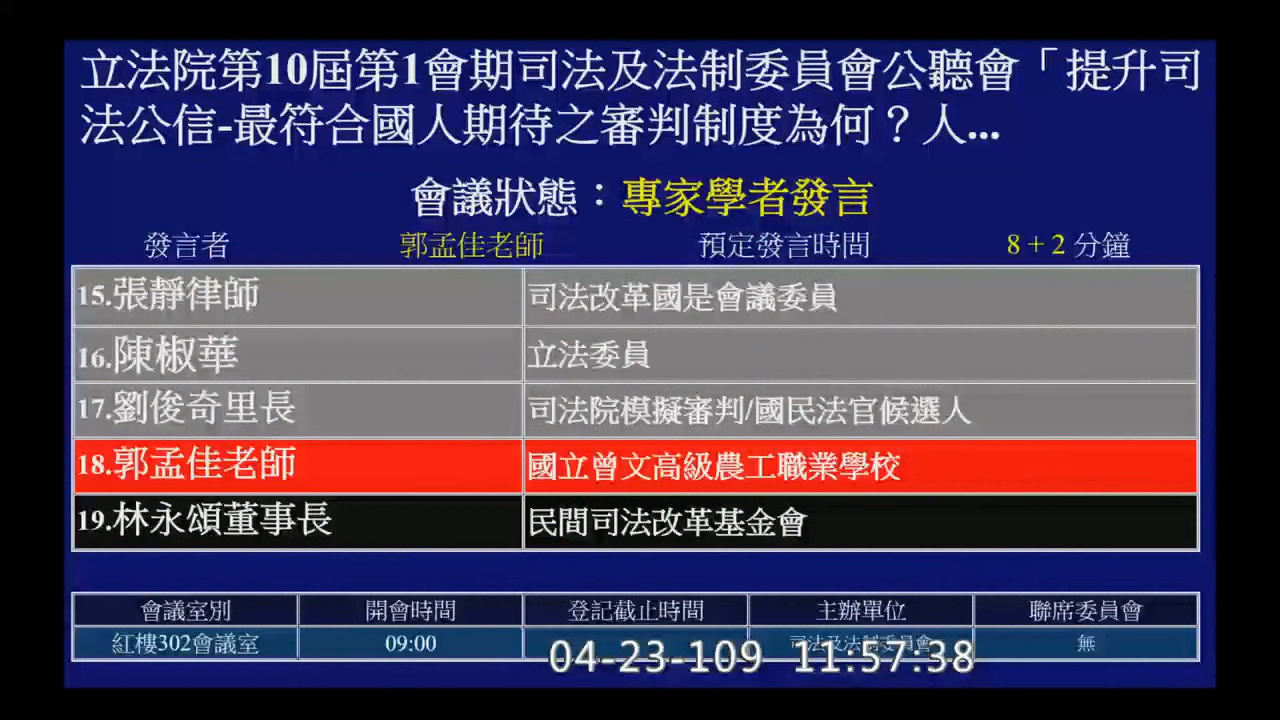 立法院第10屆第1會期司法及法制委員會公聽會「提升司
法公信-最符合國人期待之審判制度為何？人...
會議狀態：專家學者發言
發言者 郭孟佳老師 預定發言時間 8 + 2 分鐘
15.張靜律師 司法改革國是會議委員
16.陳椒華 立法委員
17.劉俊奇里長 司法院模擬審判/國民法官候選人
18.郭孟佳老師 國立曾文高級農工職業學校
19.林永頌董事長 民間司法改革基金會
會議室別 開會時間 登記截止時間 主辦單位 聯席委員會
紅樓302會議室 09:00 司法及法制委員會 無
04-23-109 11:57:38